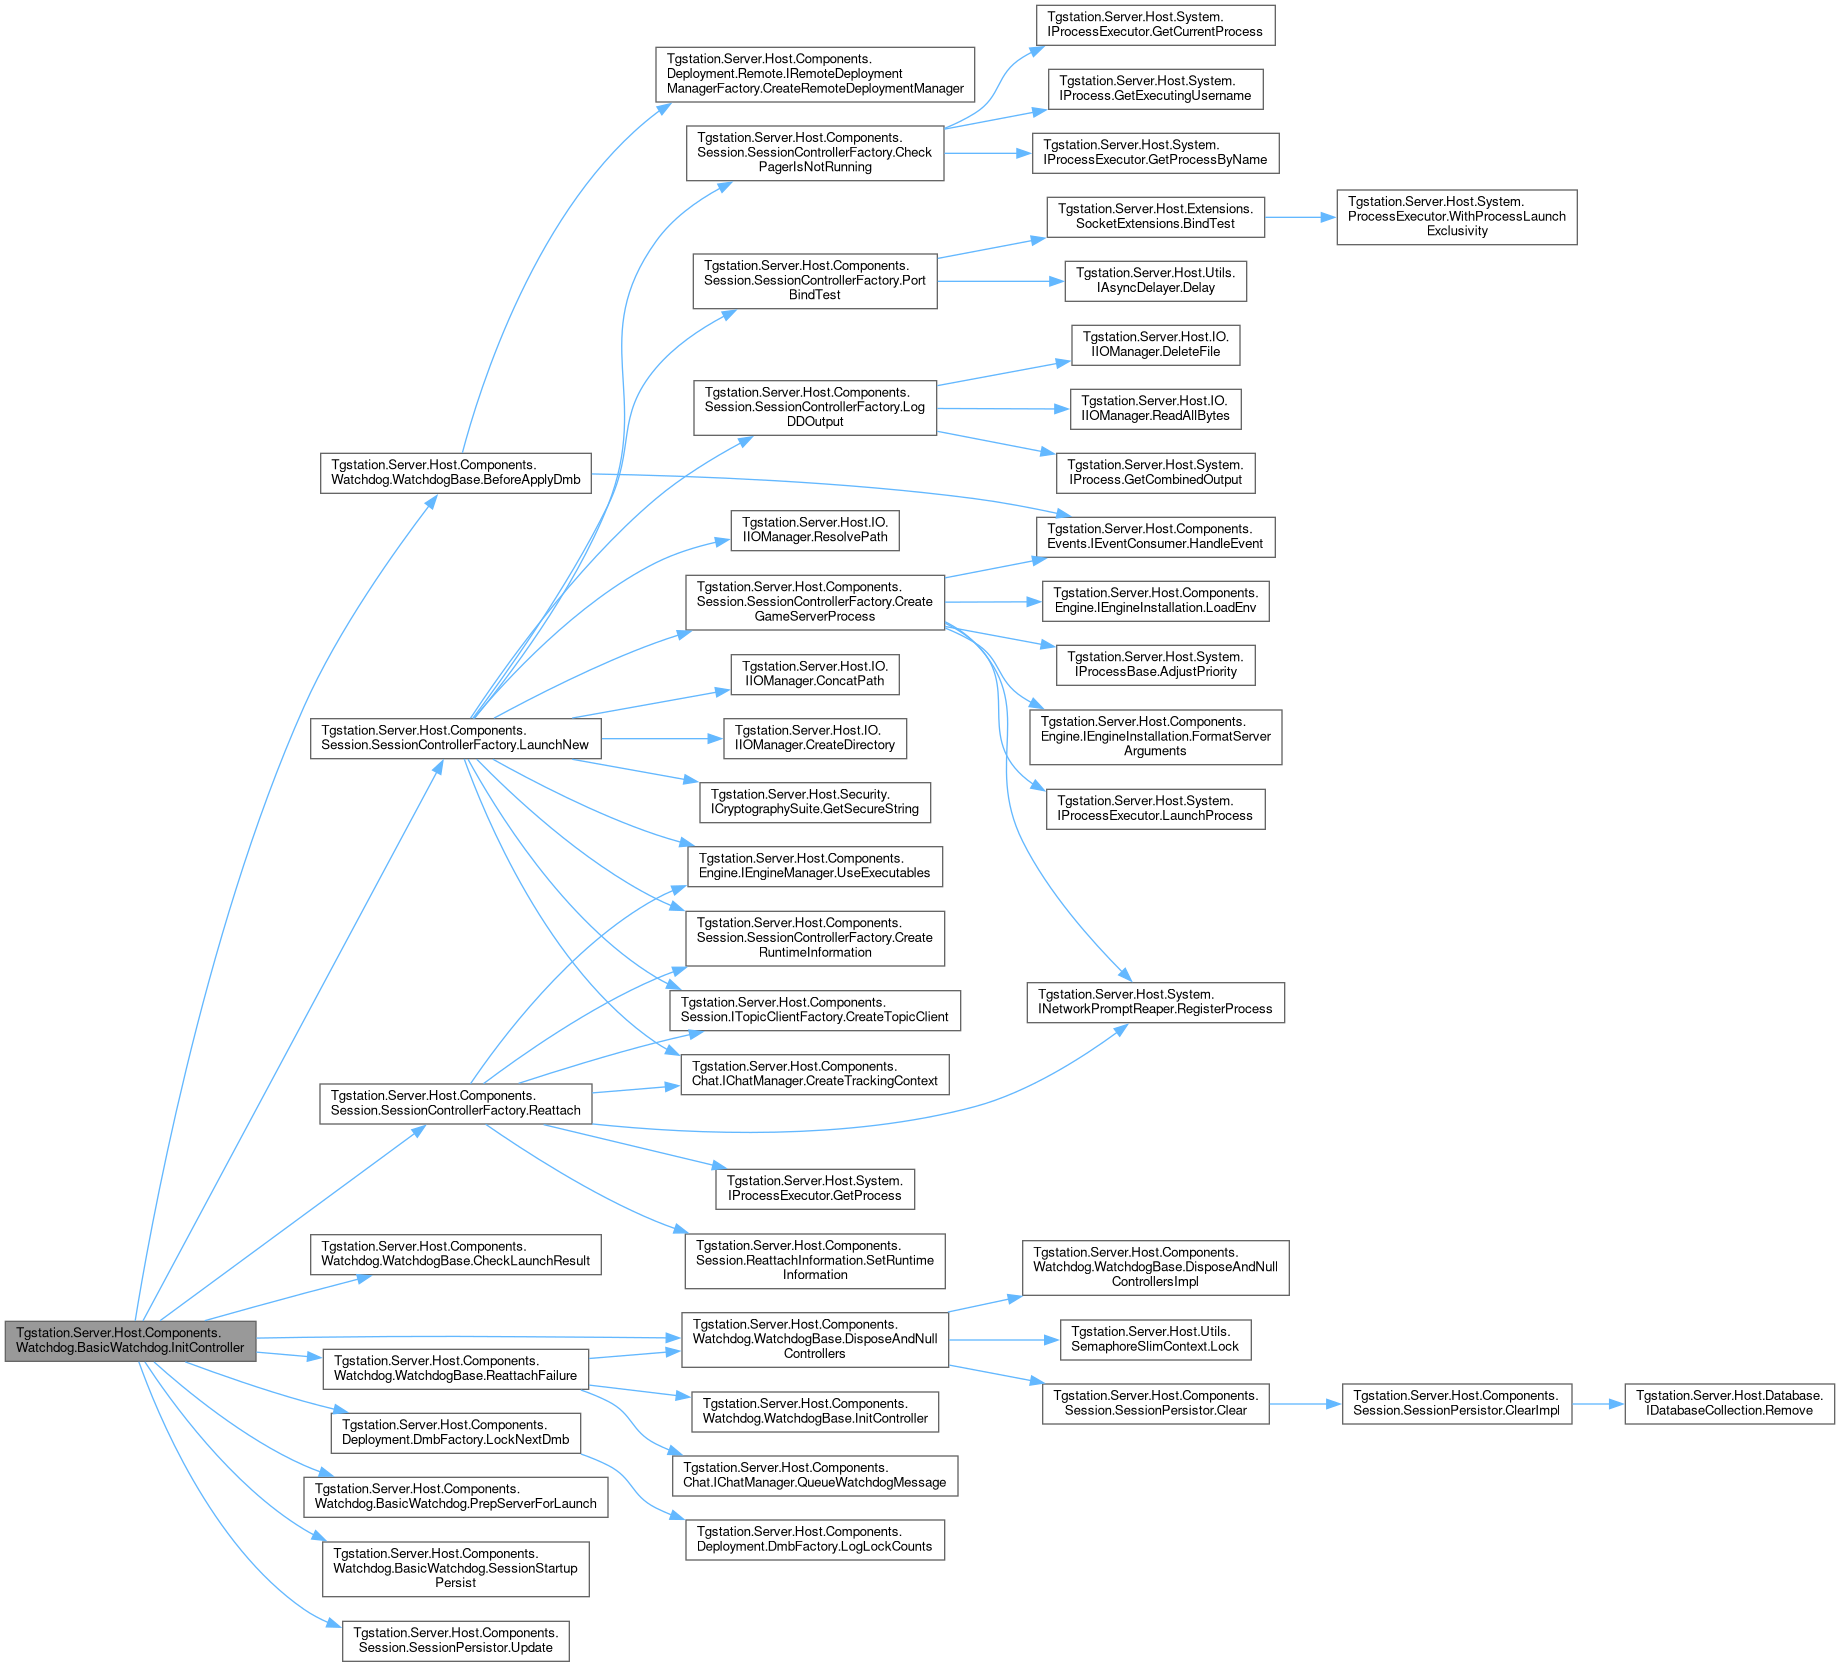 Tgstation.Server.Host.System.
IProcessExecutor.GetCurrentProcess
Tgstation.Server.Host.Components.
Deployment.Remote.IRemoteDeployment
ManagerFactory.CreateRemoteDeploymentManager
Tgstation.Server.Host.System.
IProcess.GetExecutingUsername
Tgstation.Server.Host.Components.
Session.SessionControllerFactory.Check
PagerIsNotRunning
Tgstation.Server.Host.System.
IProcessExecutor.GetProcessByName
Tgstation.Server.Host.Extensions.
SocketExtensions.BindTest
Tgstation.Server.Host.System.
ProcessExecutor.WithProcessLaunch
Exclusivity
Tgstation.Server.Host.Components.
Session.SessionControllerFactory.Port
BindTest
Tgstation.Server.Host.Utils.
IAsyncDelayer.Delay
Tgstation.Server.Host.IO.
IIOManager.DeleteFile
Tgstation.Server.Host.Components.
Session.SessionControllerFactory.Log
DDOutput
Tgstation.Server.Host.IO.
IIOManager.ReadAllBytes
Tgstation.Server.Host.Components.
Watchdog.WatchdogBase.BeforeApplyDmb
Tgstation.Server.Host.System.
IProcess.GetCombinedOutput
Tgstation.Server.Host.IO.
IIOManager.ResolvePath
Tgstation.Server.Host.Components.
Events.IEventConsumer.HandleEvent
Tgstation.Server.Host.Components.
Session.SessionControllerFactory.Create
GameServerProcess
Tgstation.Server.Host.Components.
Engine.IEngineInstallation.LoadEnv
Tgstation.Server.Host.IO.
IIOManager.ConcatPath
Tgstation.Server.Host.System.
IProcessBase.AdjustPriority
Tgstation.Server.Host.Components.
Session.SessionControllerFactory.LaunchNew
Tgstation.Server.Host.IO.
IIOManager.CreateDirectory
Tgstation.Server.Host.Components.
Engine.IEngineInstallation.FormatServer
Arguments
Tgstation.Server.Host.Security.
ICryptographySuite.GetSecureString
Tgstation.Server.Host.System.
IProcessExecutor.LaunchProcess
Tgstation.Server.Host.Components.
Engine.IEngineManager.UseExecutables
Tgstation.Server.Host.Components.
Session.SessionControllerFactory.Create
RuntimeInformation
Tgstation.Server.Host.Components.
Session.ITopicClientFactory.CreateTopicClient
Tgstation.Server.Host.System.
INetworkPromptReaper.RegisterProcess
Tgstation.Server.Host.Components.
Chat.IChatManager.CreateTrackingContext
Tgstation.Server.Host.Components.
Session.SessionControllerFactory.Reattach
Tgstation.Server.Host.System.
IProcessExecutor.GetProcess
Tgstation.Server.Host.Components.
Watchdog.WatchdogBase.CheckLaunchResult
Tgstation.Server.Host.Components.
Session.ReattachInformation.SetRuntime
Information
Tgstation.Server.Host.Components.
Watchdog.WatchdogBase.DisposeAndNull
ControllersImpl
Tgstation.Server.Host.Components.
Watchdog.BasicWatchdog.InitController
Tgstation.Server.Host.Components.
Watchdog.WatchdogBase.DisposeAndNull
Controllers
Tgstation.Server.Host.Utils.
SemaphoreSlimContext.Lock
Tgstation.Server.Host.Components.
Watchdog.WatchdogBase.ReattachFailure
Tgstation.Server.Host.Components.
Session.SessionPersistor.Clear
Tgstation.Server.Host.Components.
Session.SessionPersistor.ClearImpl
Tgstation.Server.Host.Database.
IDatabaseCollection.Remove
Tgstation.Server.Host.Components.
Watchdog.WatchdogBase.InitController
Tgstation.Server.Host.Components.
Deployment.DmbFactory.LockNextDmb
Tgstation.Server.Host.Components.
Chat.IChatManager.QueueWatchdogMessage
Tgstation.Server.Host.Components.
Watchdog.BasicWatchdog.PrepServerForLaunch
Tgstation.Server.Host.Components.
Deployment.DmbFactory.LogLockCounts
Tgstation.Server.Host.Components.
Watchdog.BasicWatchdog.SessionStartup
Persist
Tgstation.Server.Host.Components.
Session.SessionPersistor.Update